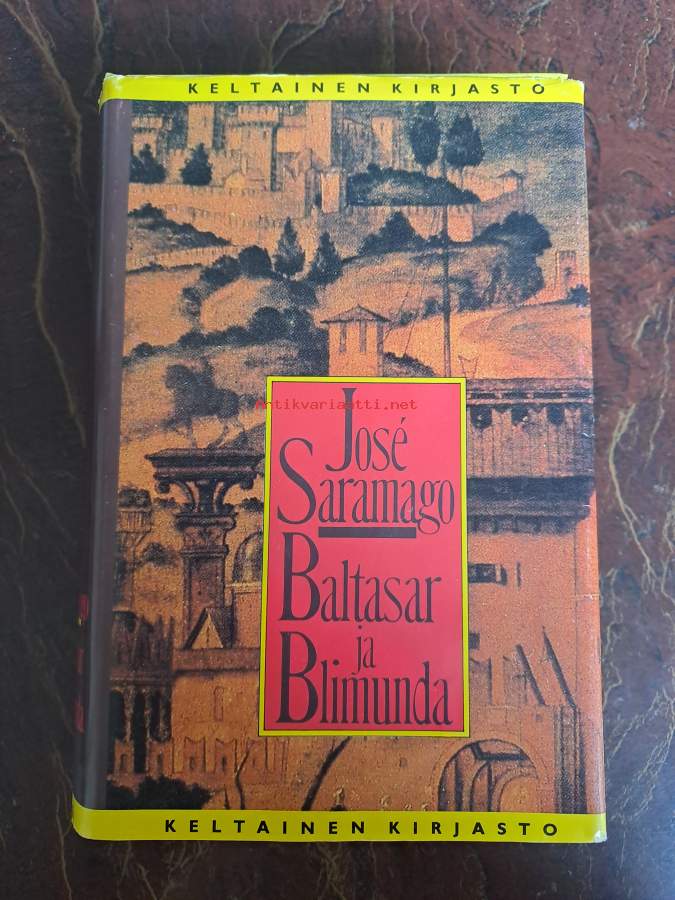 KELTAINEN KIRJASTO
Antikvariaatti.net
José
Saramago
Baltasar
ja
Blimunda
KELTAINEN KIRJASTO